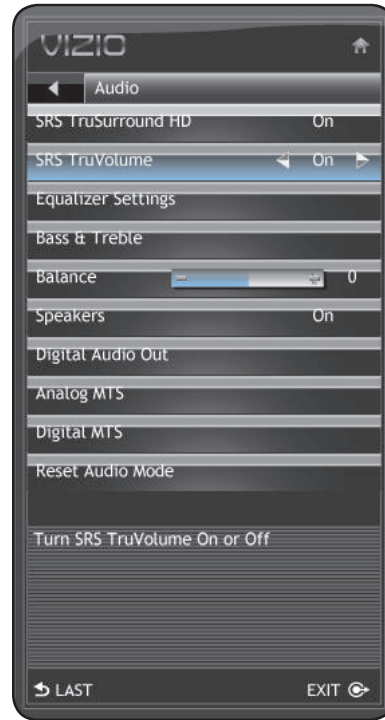 VIZIO
Audio
SRS TruSurround HD On
SRS TruVolume On
Equalizer Settings
Bass & Treble
Balance 0
Speakers On
Digital Audio Out
Analog MTS
Digital MTS
Reset Audio Mode
Turn SRS TruVolume On or Off
LAST EXIT